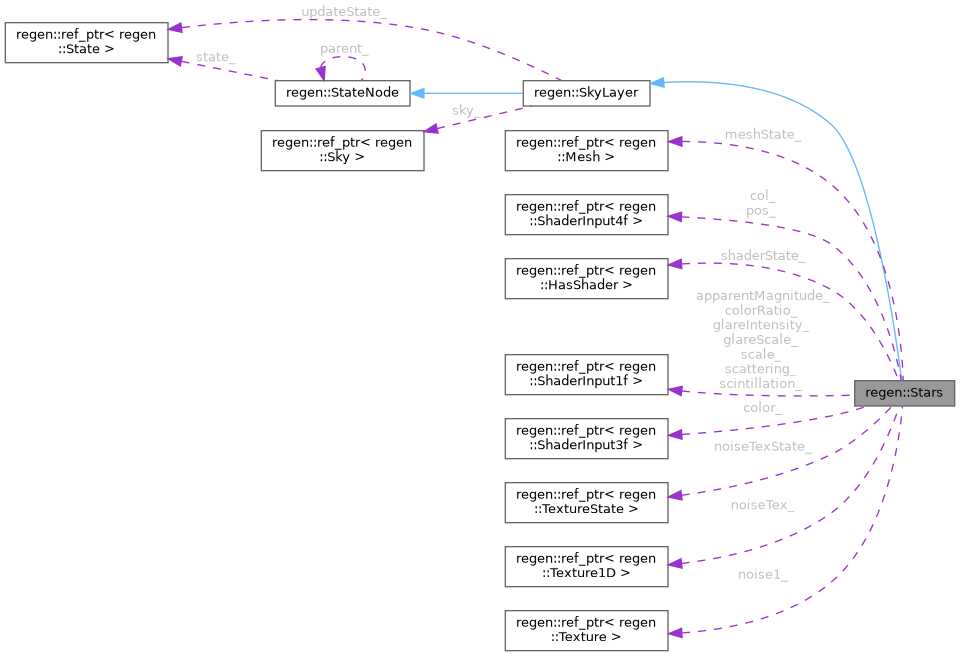 updateState_
regen::ref_ptr< regen
::State >
parent_
state_
regen::StateNode
regen::SkyLayer
sky_
regen::ref_ptr< regen
::Sky >
regen::ref_ptr< regen
::Mesh >
meshState_
regen::ref_ptr< regen
::ShaderInput4f >
col_
pos_
regen::ref_ptr< regen
::HasShader >
shaderState_
apparentMagnitude_
colorRatio_
glareIntensity_
glareScale_
scale_
scattering_
scintillation_
regen::ref_ptr< regen
::ShaderInput1f >
regen::Stars
color_
regen::ref_ptr< regen
::ShaderInput3f >
noiseTexState_
regen::ref_ptr< regen
::TextureState >
noiseTex_
regen::ref_ptr< regen
::Texture1D >
noise1_
regen::ref_ptr< regen
::Texture >